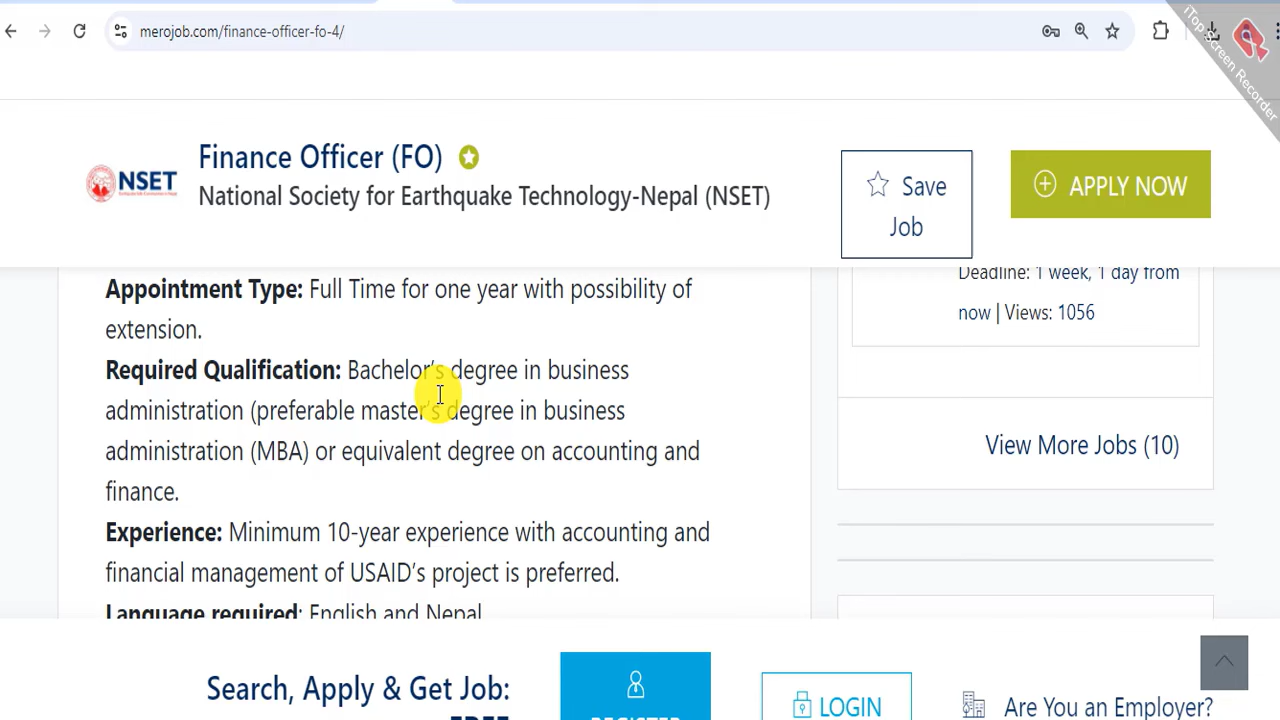 merojob.com/finance-officer-fo-4/
iTop Screen Recorder
NSET
Finance Officer (FO)
National Society for Earthquake Technology-Nepal (NSET)
Save
Job
APPLY NOW
Appointment Type: Full Time for one year with possibility of
extension.
Required Qualification: Bachelor's degree in business
administration (preferable master's degree in business
administration (MBA) or equivalent degree on accounting and
finance.
Experience: Minimum 10-year experience with accounting and
financial management of USAID's project is preferred.
Language required: English and Nepal
Deadline: 1 week, 1 day from
now | Views: 1056
View More Jobs (10)
Search, Apply & Get Job:
FREE
REGISTER
LOGIN
Are You an Employer?